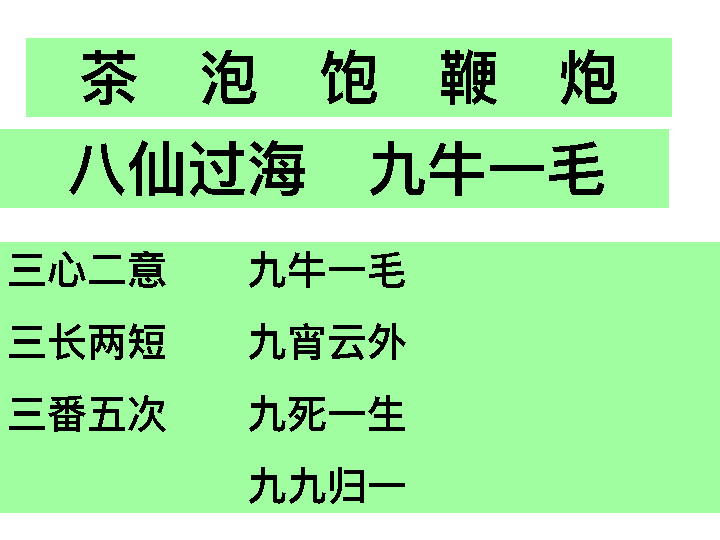 茶 泡 饱 鞭 炮
八仙过海 九牛一毛
三心二意 九牛一毛
三长两短 九宵云外
三番五次 九死一生
九九归一